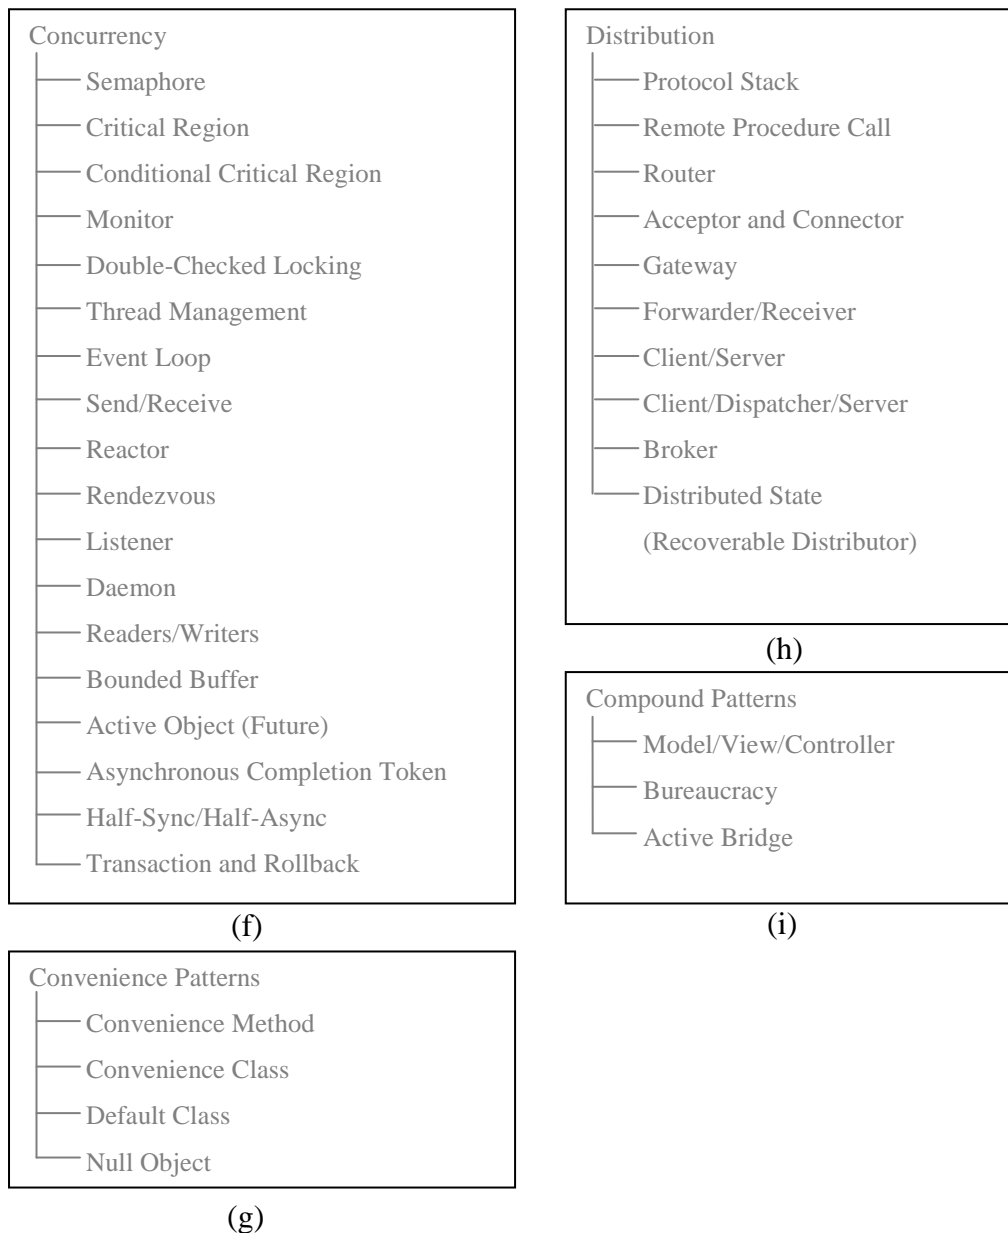 Concurrency
Semaphore
Critical Region
Conditional Critical Region
Monitor
Double-Checked Locking
Thread Management
Event Loop
Send/Receive
Reactor
Rendezvous
Listener
Daemon
Readers/Writers
Bounded Buffer
Active Object (Future)
Asynchronous Completion Token
Half-Sync/Half-Async
Transaction and Rollback
(f)
Convenience Patterns
Convenience Method
Convenience Class
Default Class
Null Object
(g)
Distribution
Protocol Stack
Remote Procedure Call
Router
Acceptor and Connector
Gateway
Forwarder/Receiver
Client/Server
Client/Dispatcher/Server
Broker
Distributed State
(Recoverable Distributor)
(h)
Compound Patterns
Model/View/Controller
Bureaucracy
Active Bridge
(i)